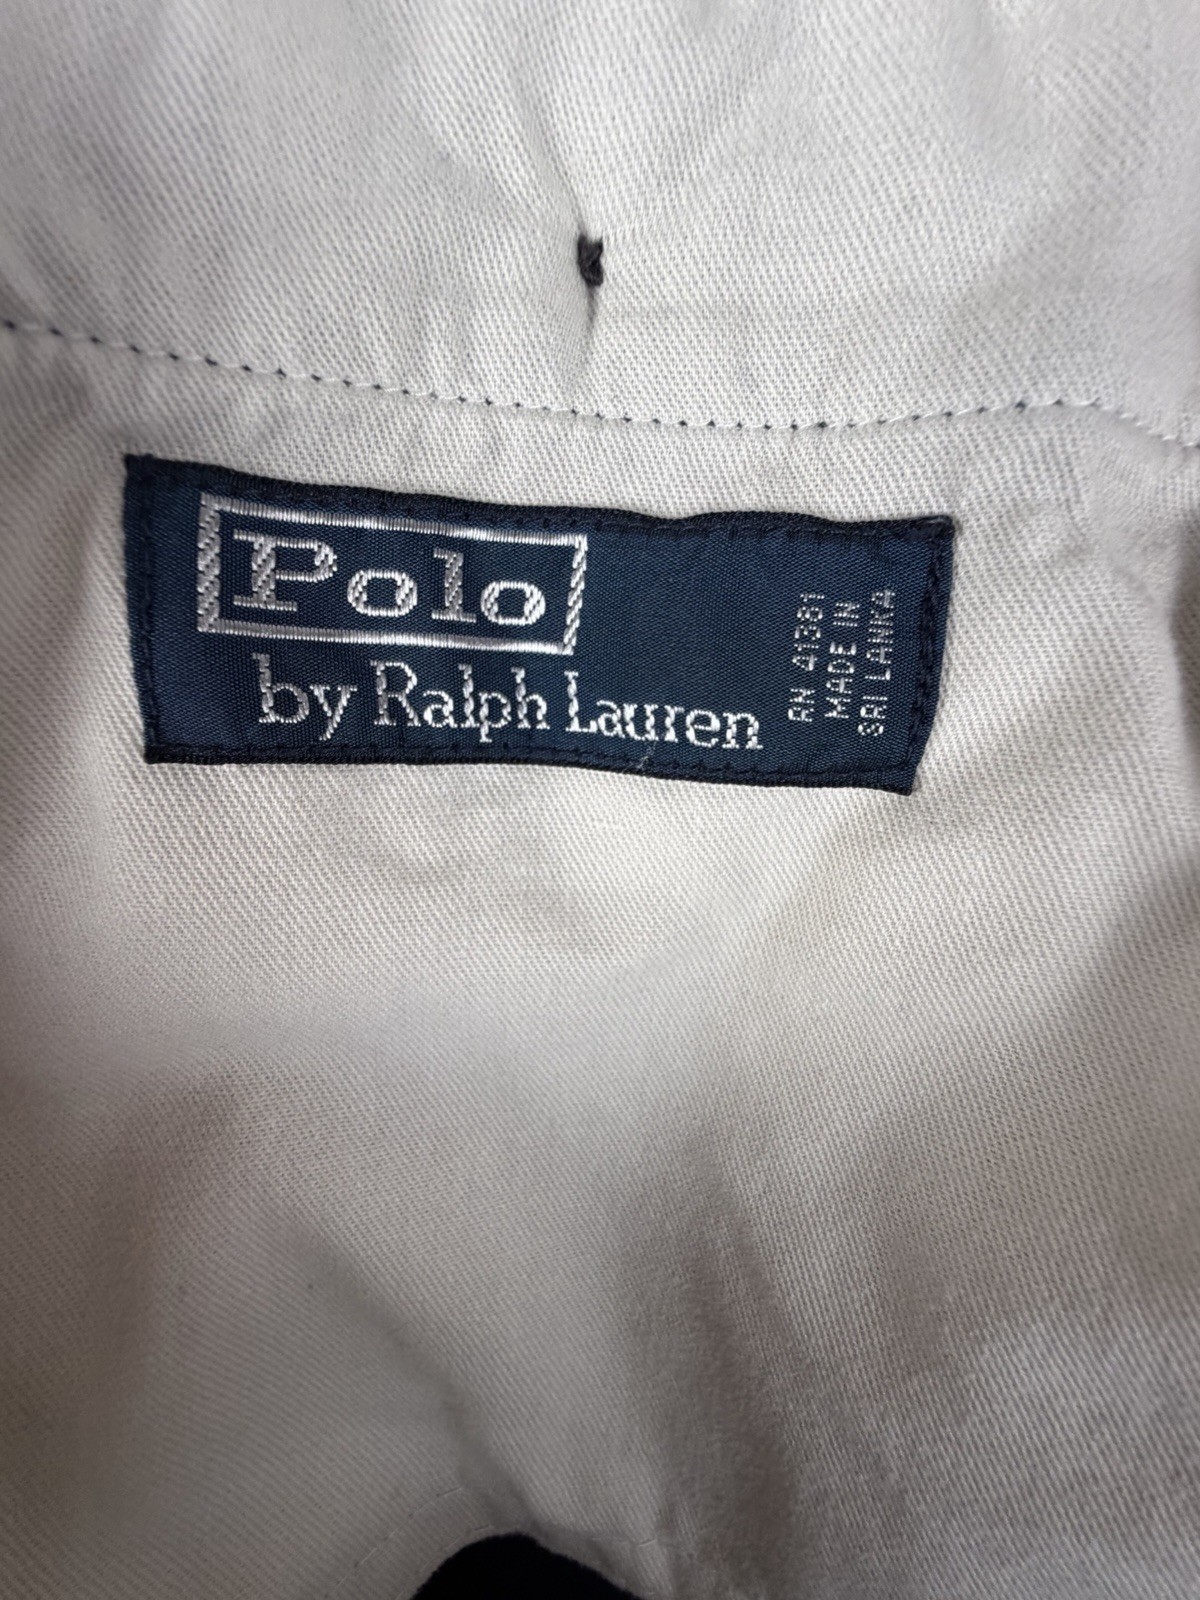 Polo
by Ralph Lauren
RN 41381
MADE IN
SRI LANKA